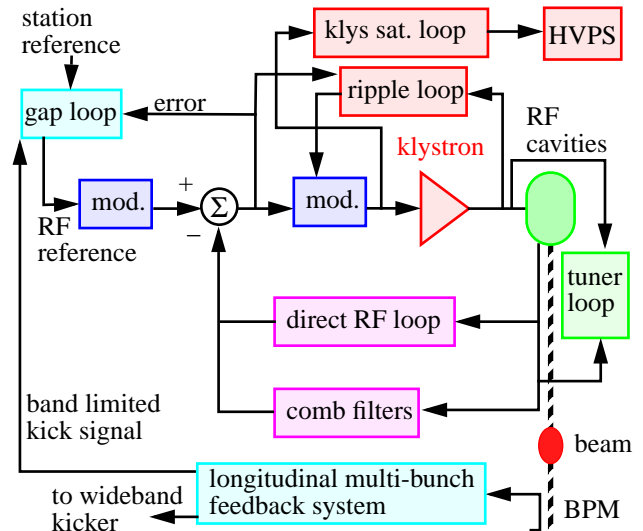 station
reference
klys sat. loop
HVPS
gap loop
error
ripple loop
RF
cavities
klystron
mod.
+
Σ
−
mod.
RF
reference
tuner
loop
direct RF loop
comb filters
band limited
kick signal
beam
longitudinal multi-bunch
feedback system
to wideband
kicker
BPM